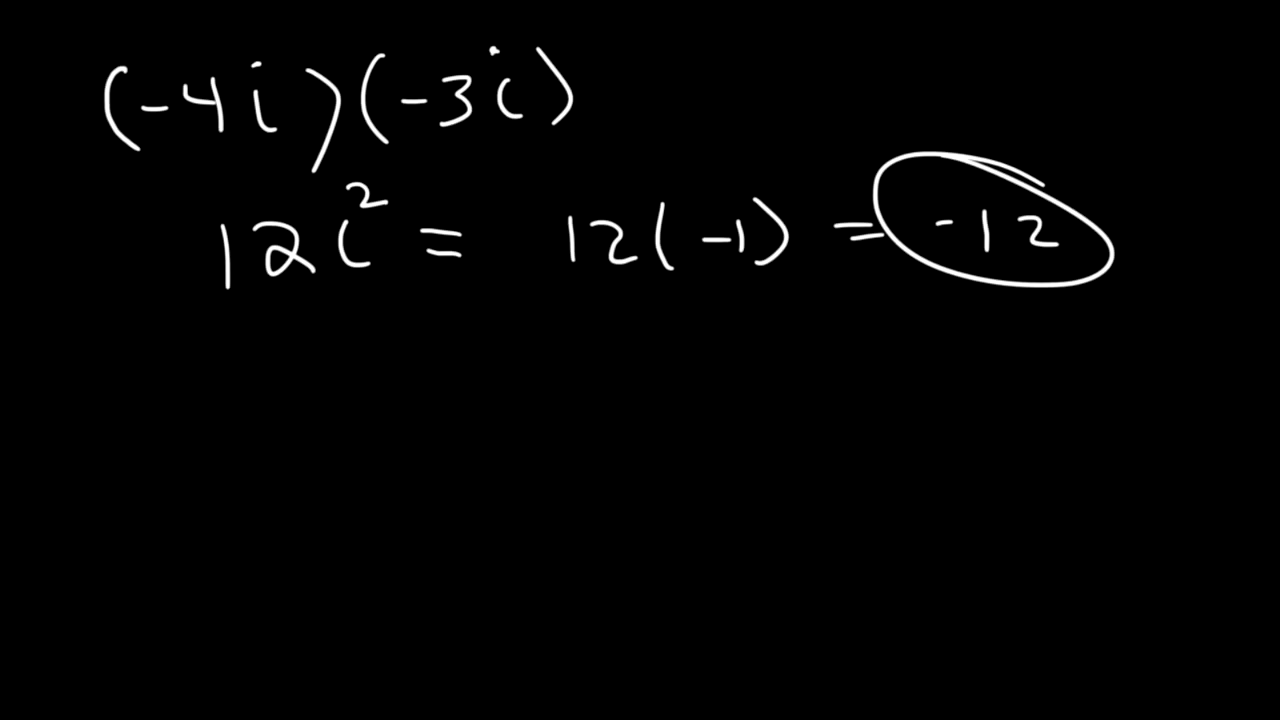 (-4i)(-3i)
12i² = 12(-1) = -12